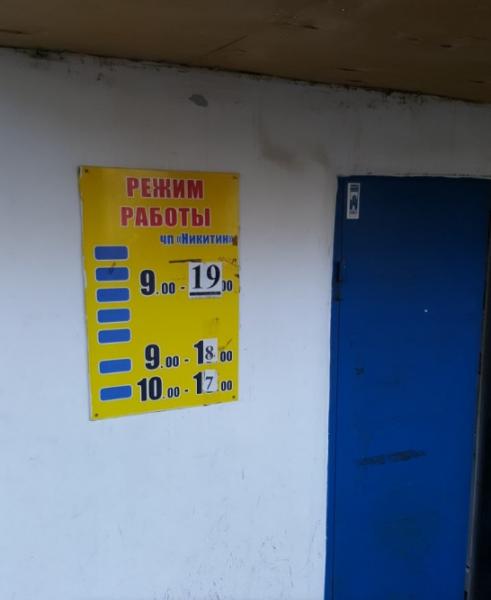 РЕЖИМ
РАБОТЫ
ЧП «НИКИТИН»
9.00 - 19.00
9.00 - 18.00
10.00 - 17.00